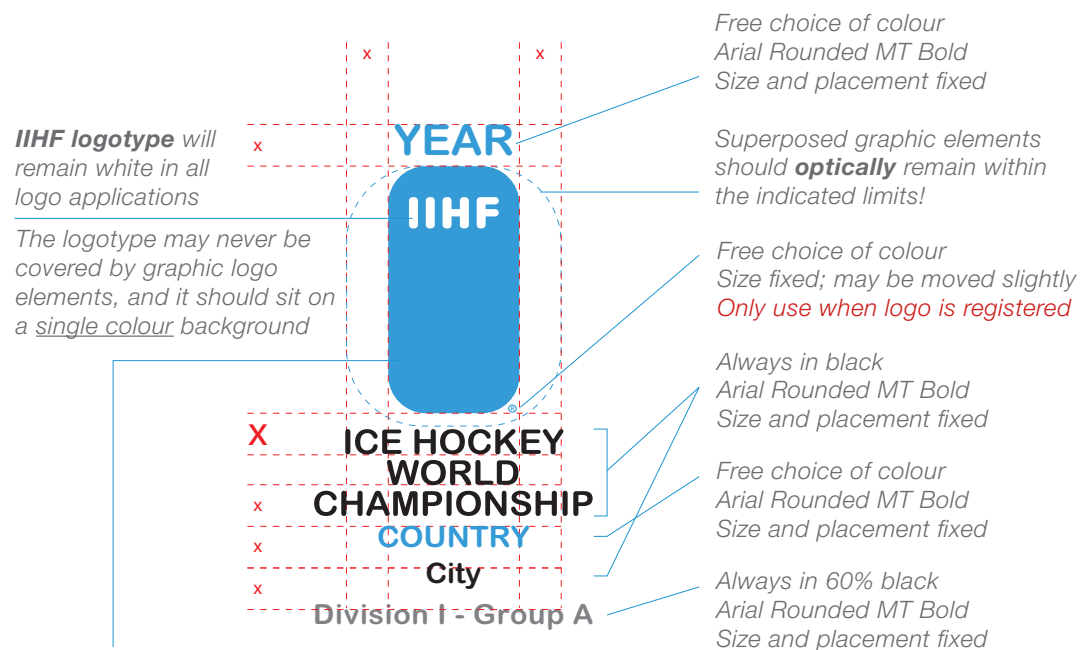 Free choice of colour
Arial Rounded MT Bold
Size and placement fixed
x
x
IIHF logotype will
remain white in all
logo applications
x
YEAR
Superposed graphic elements
should optically remain within
the indicated limits!
IIHF
The logotype may never be
covered by graphic logo
elements, and it should sit on
a single colour background
Free choice of colour
Size fixed; may be moved slightly
Only use when logo is registered
Always in black
Arial Rounded MT Bold
Size and placement fixed
®
X
ICE HOCKEY
WORLD
x
CHAMPIONSHIP
x
COUNTRY
City
x
Division I - Group A
Free choice of colour
Arial Rounded MT Bold
Size and placement fixed
Always in 60% black
Arial Rounded MT Bold
Size and placement fixed